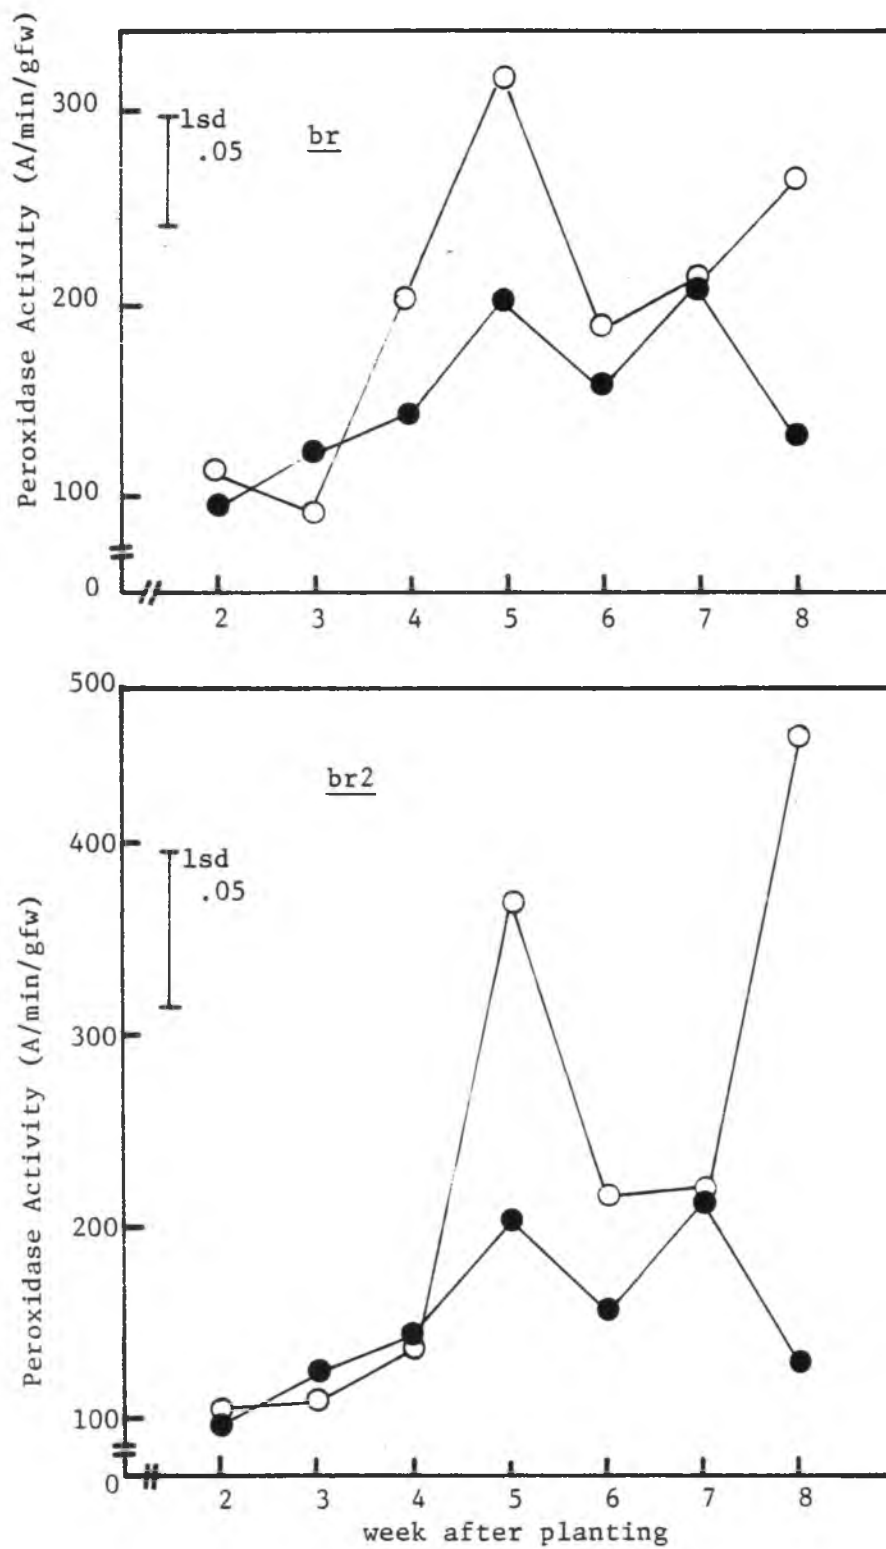 Peroxidase Activity (A/min/gfw)
300
200
100
0
lsd
.05
br
2 3 4 5 6 7 8
Peroxidase Activity (A/min/gfw)
500
400
300
200
100
0
br2
lsd
.05
2 3 4 5 6 7 8
week after planting